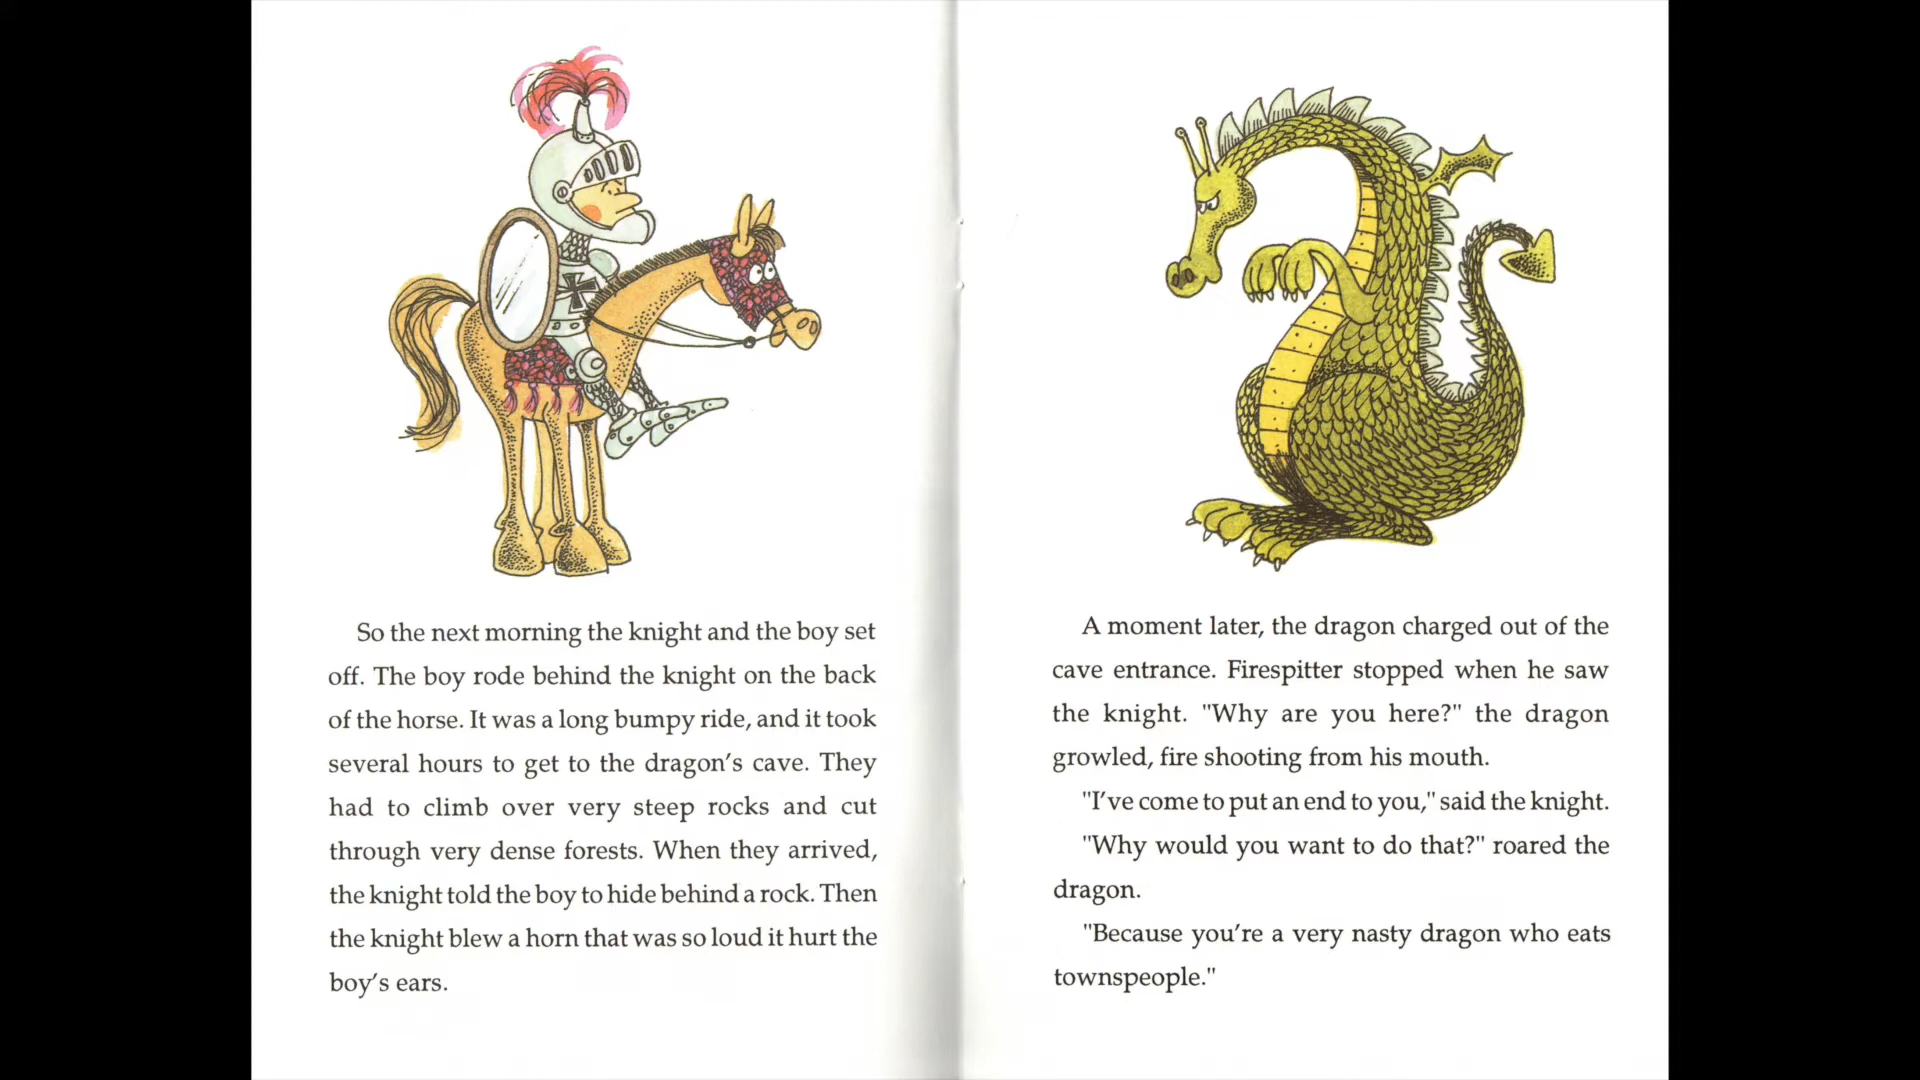 So the next morning the knight and the boy set
off. The boy rode behind the knight on the back
of the horse. It was a long bumpy ride, and it took
several hours to get to the dragon's cave. They
had to climb over very steep rocks and cut
through very dense forests. When they arrived,
the knight told the boy to hide behind a rock. Then
the knight blew a horn that was so loud it hurt the
boy's ears.
A moment later, the dragon charged out of the
cave entrance. Firespitter stopped when he saw
the knight. "Why are you here?" the dragon
growled, fire shooting from his mouth.
"I've come to put an end to you," said the knight.
"Why would you want to do that?" roared the
dragon.
"Because you're a very nasty dragon who eats
townspeople."